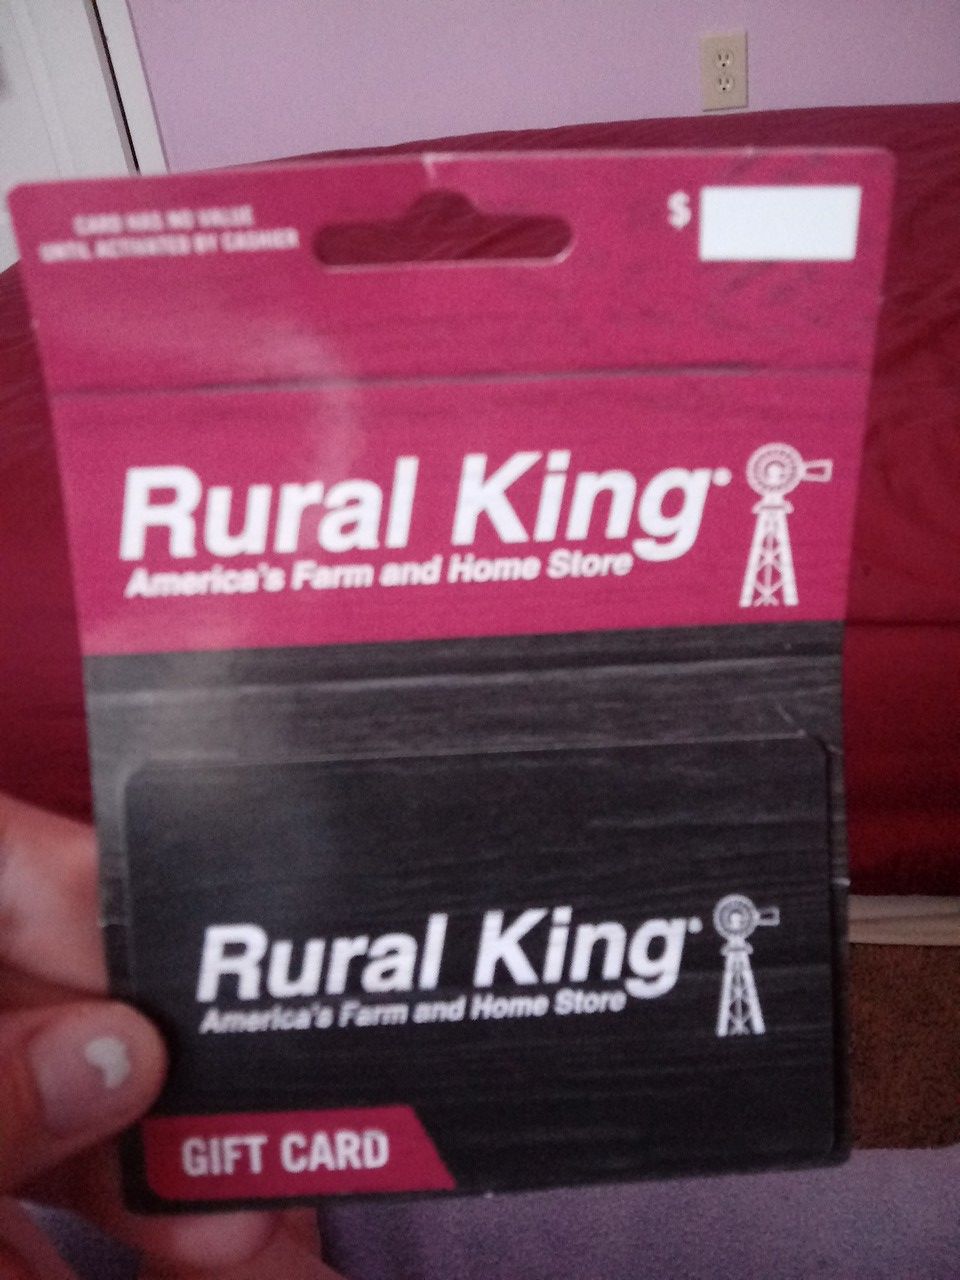 CARD HAS NO VALUE
UNTIL ACTIVATED BY CASHIER
$
Rural King
America's Farm and Home Store
Rural King
America's Farm and Home Store
GIFT CARD